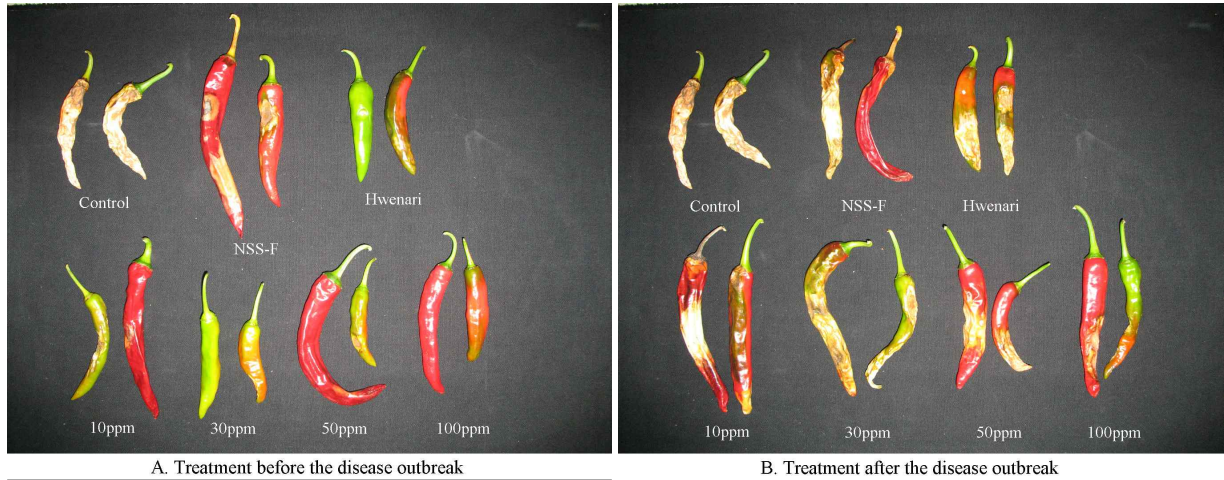 Control
NSS-F
Hwenari
10ppm
30ppm
50ppm
100ppm
A. Treatment before the disease outbreak
Control
NSS-F
Hwenari
10ppm
30ppm
50ppm
100ppm
B. Treatment after the disease outbreak